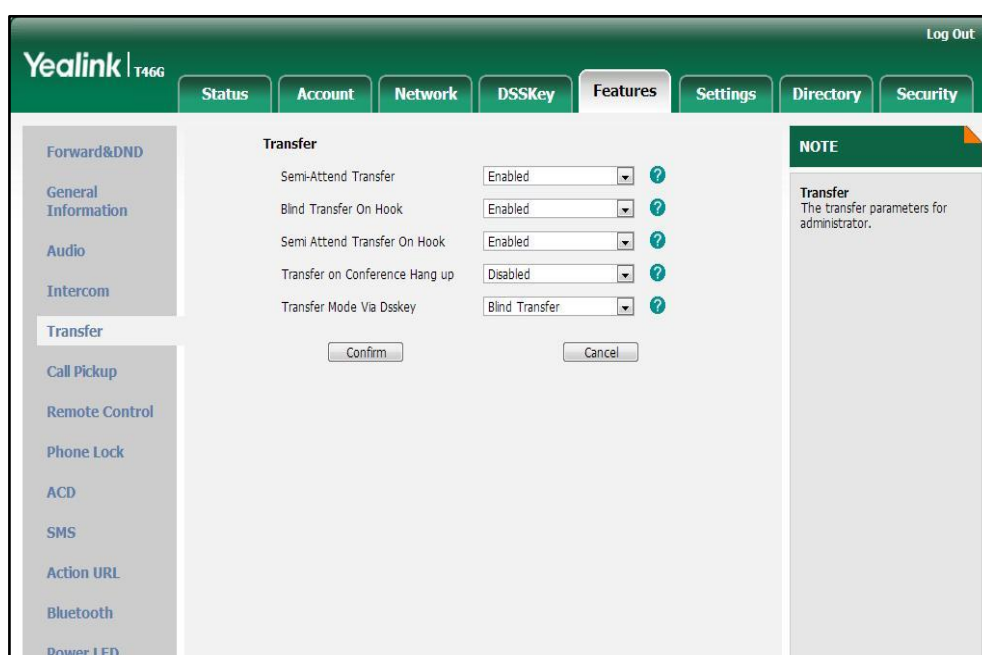 Log Out
Yealink | T46G
Status Account Network DSSKey Features Settings Directory Security
Forward&DND
General
Information
Audio
Intercom
Transfer
Call Pickup
Remote Control
Phone Lock
ACD
SMS
Action URL
Bluetooth
Power LED
Transfer
Semi-Attend Transfer Enabled ?
Blind Transfer On Hook Enabled ?
Semi Attend Transfer On Hook Enabled ?
Transfer on Conference Hang up Disabled ?
Transfer Mode Via Dsskey Blind Transfer ?
Confirm Cancel
NOTE
Transfer
The transfer parameters for
administrator.